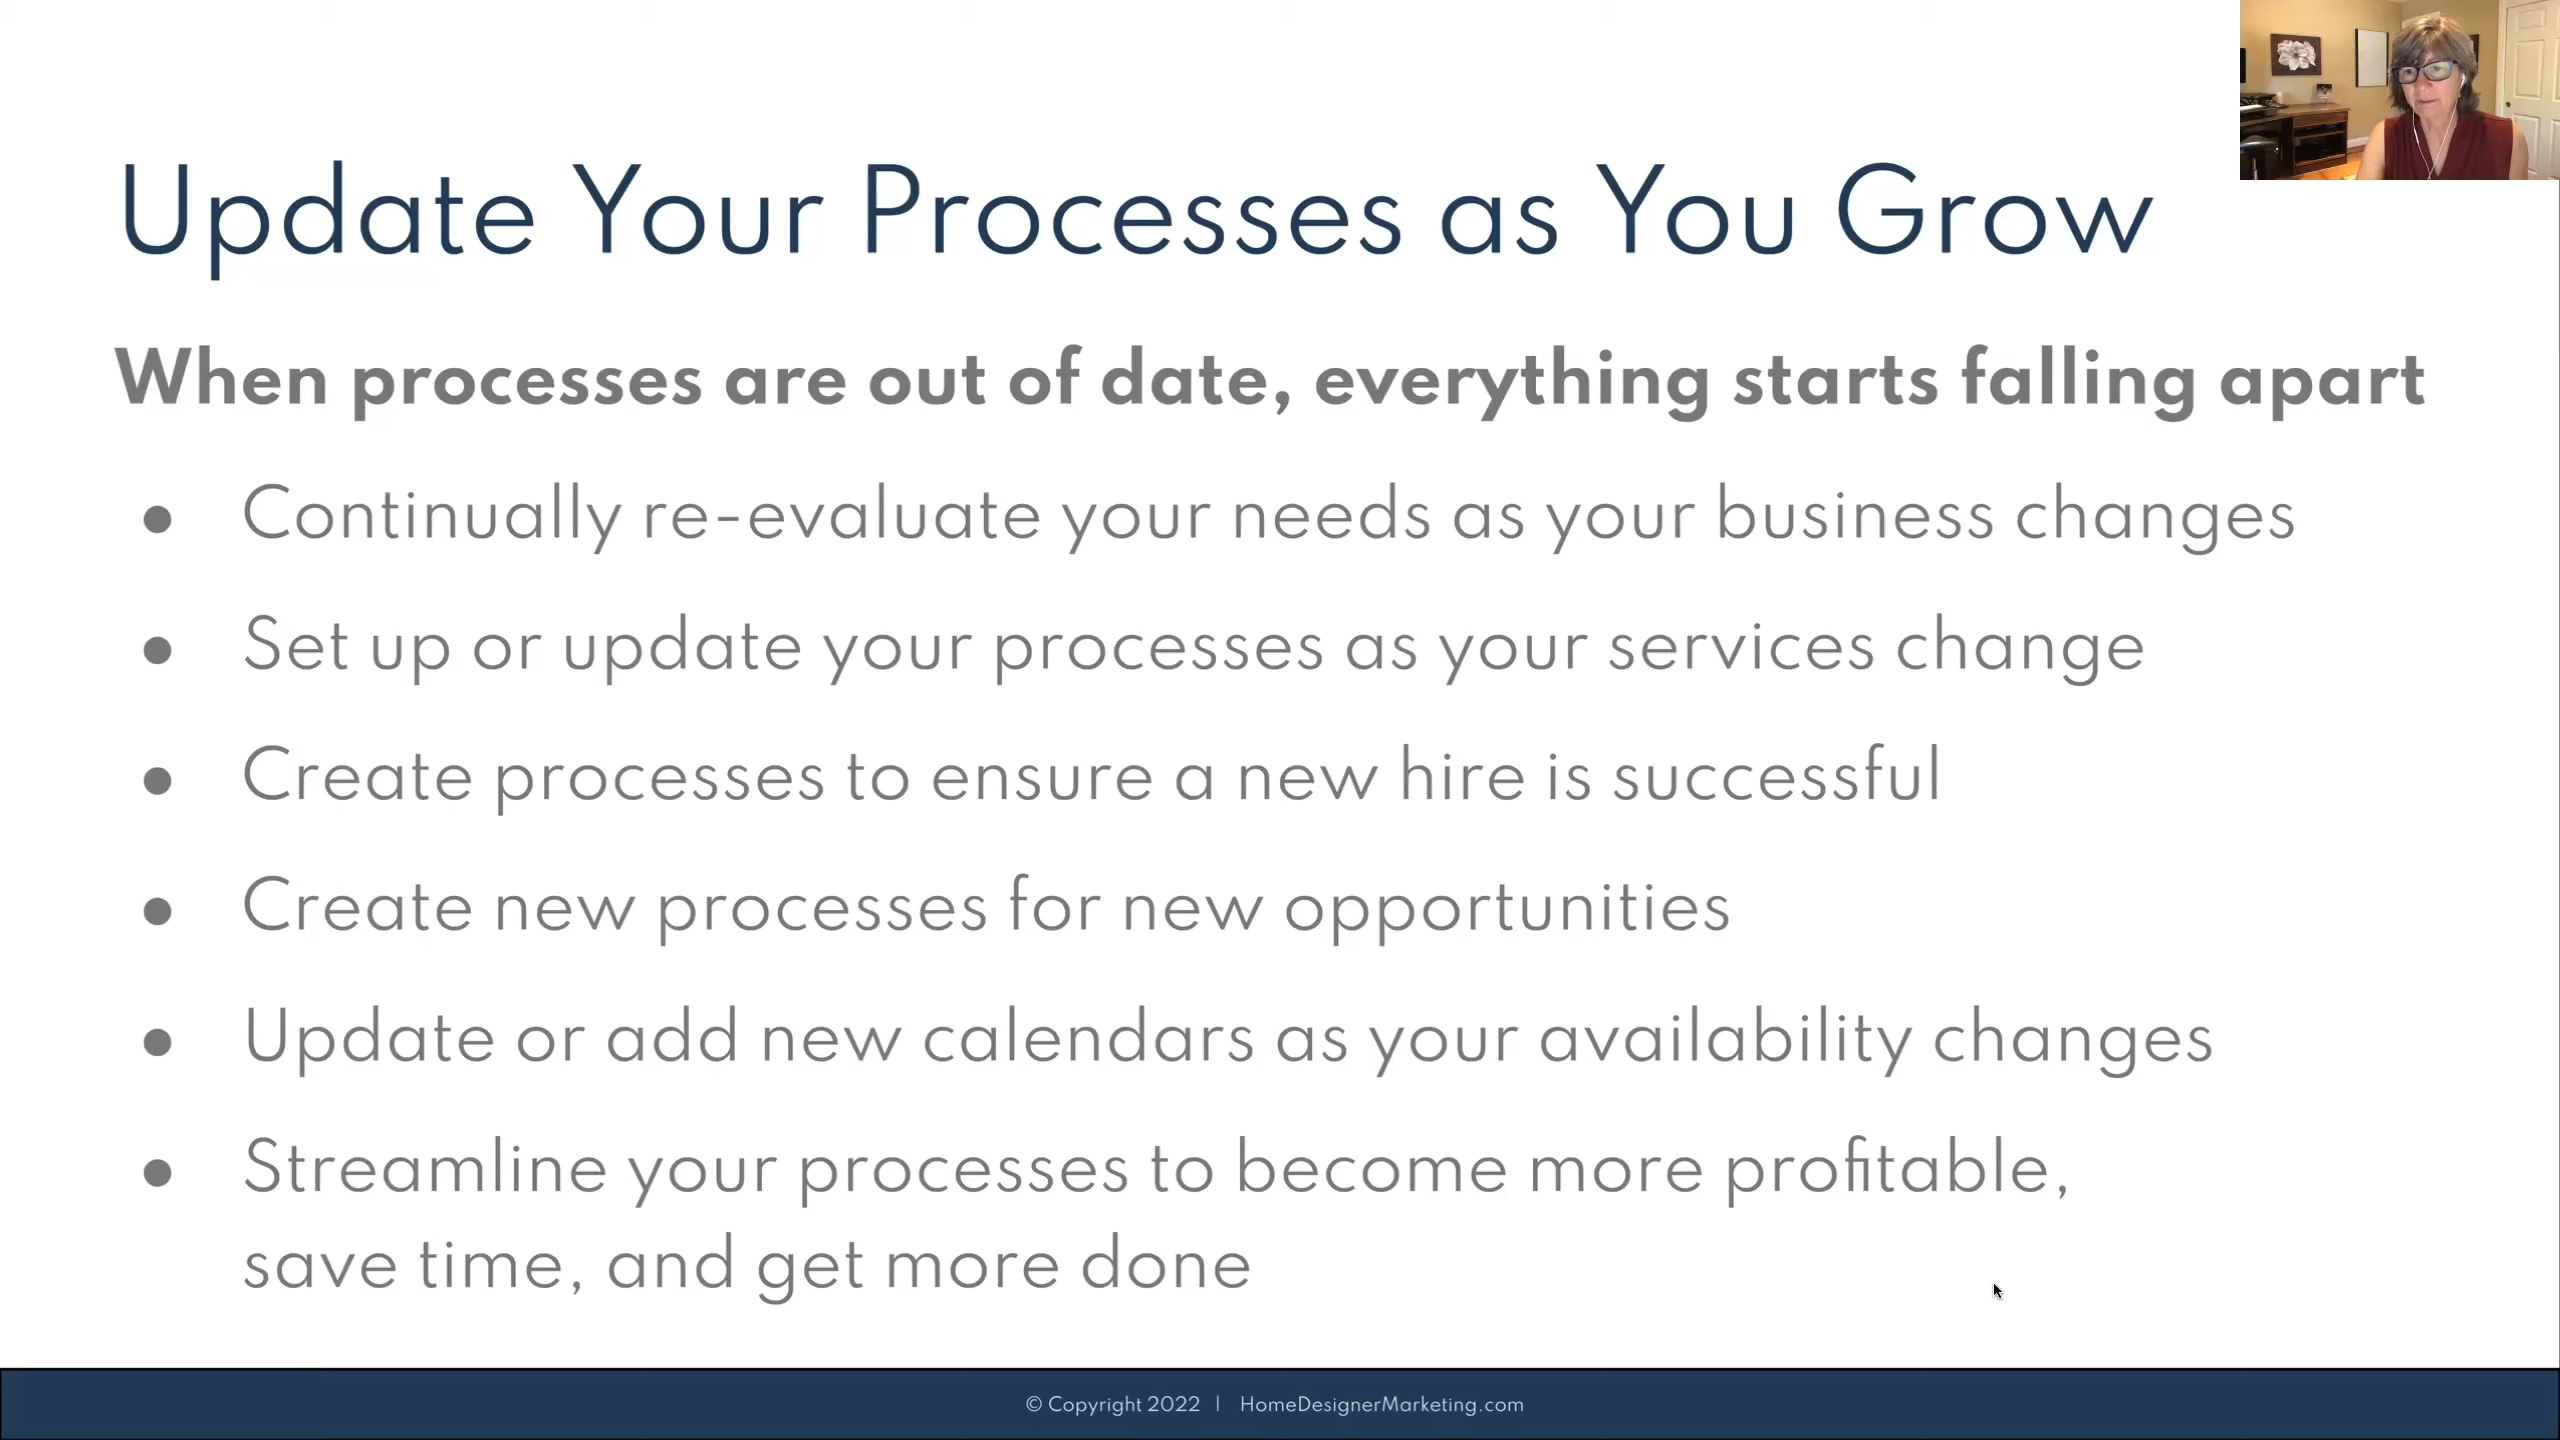 Update Your Processes as You Grow
When processes are out of date, everything starts falling apart
● Continually re-evaluate your needs as your business changes
● Set up or update your processes as your services change
● Create processes to ensure a new hire is successful
● Create new processes for new opportunities
● Update or add new calendars as your availability changes
● Streamline your processes to become more profitable,
save time, and get more done
© Copyright 2022 | HomeDesignerMarketing.com